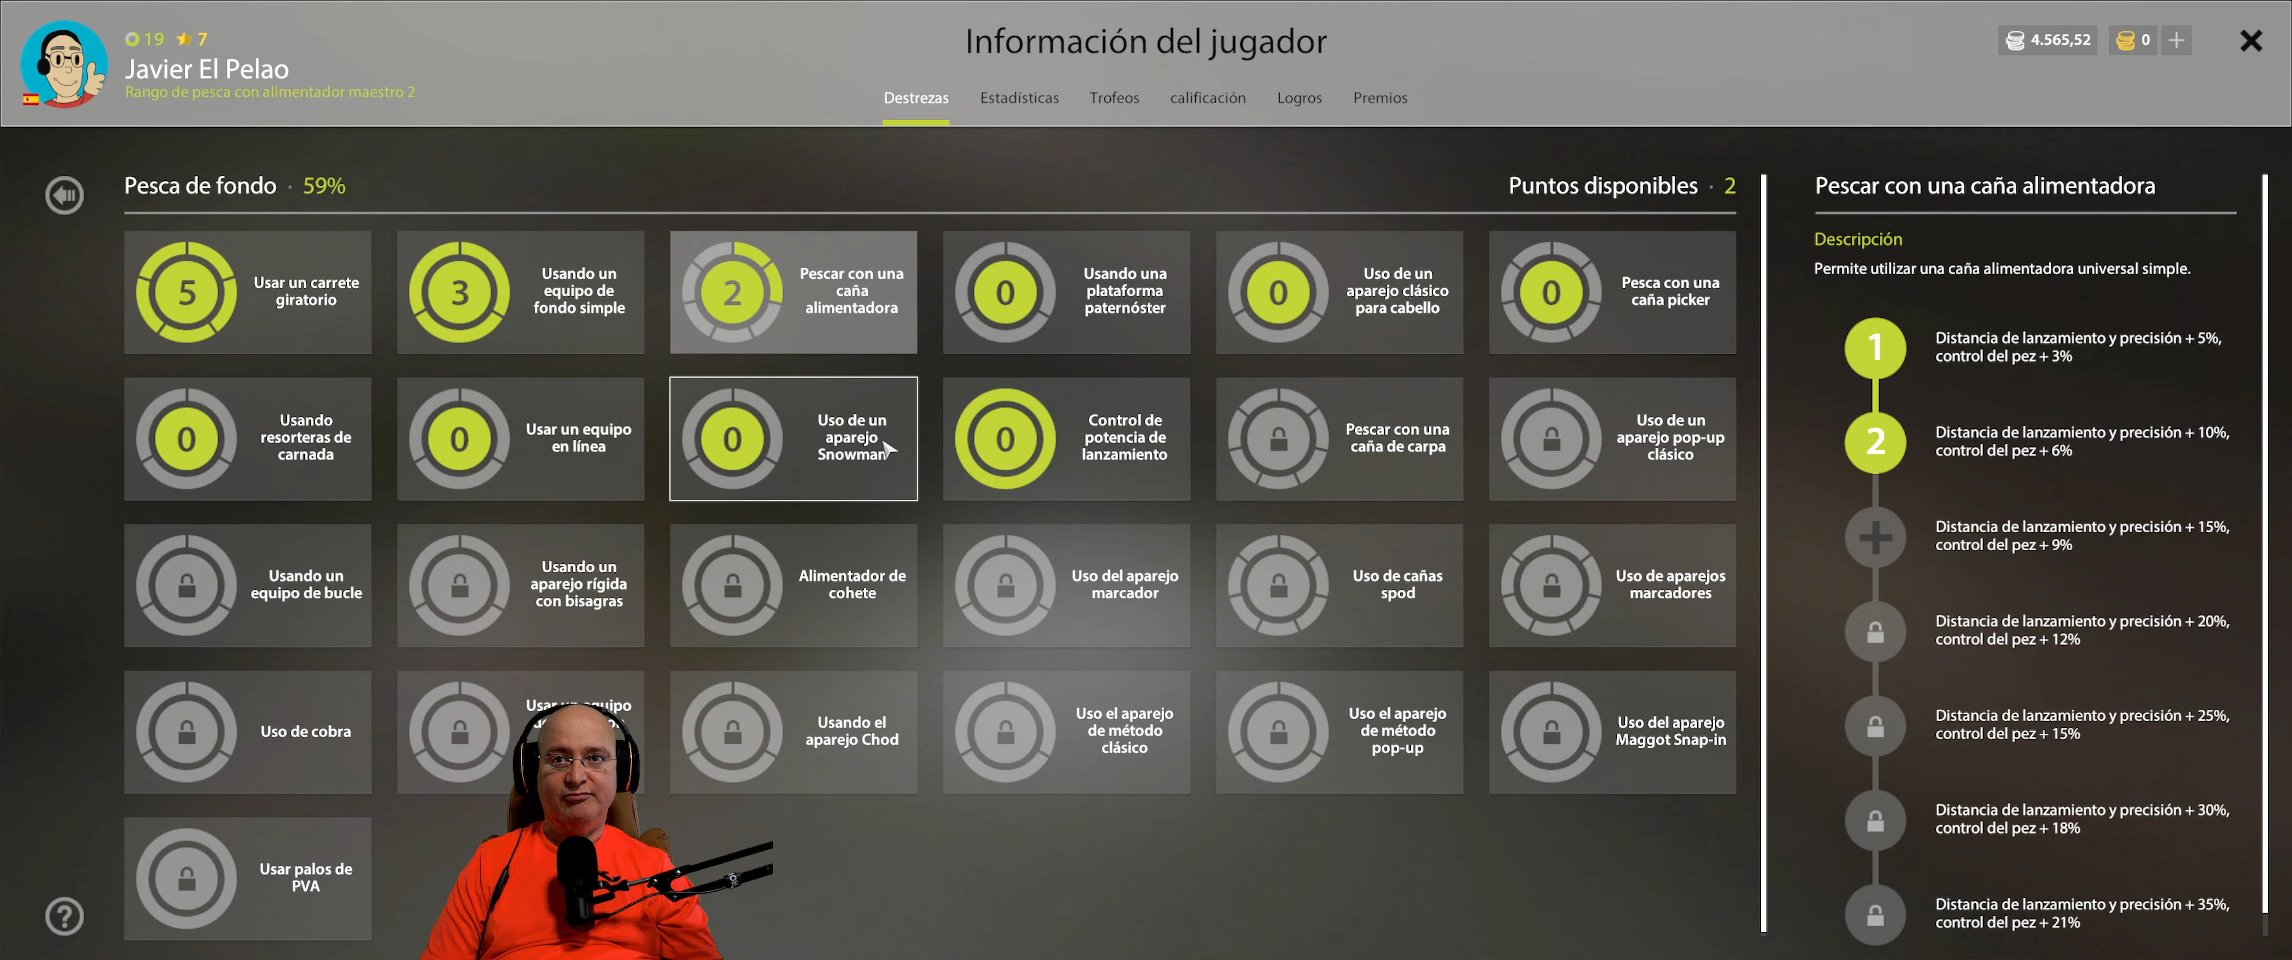 19 7
Javier El Pelao
Rango de pesca con alimentador maestro 2
Información del jugador
4.565,52 0
Destrezas Estadísticas Trofeos calificación Logros Premios
Pesca de fondo · 59%
Puntos disponibles · 2
5 Usar un carrete
giratorio
3 Usando un
equipo de
fondo simple
2 Pescar con una
caña
alimentadora
0 Usando una
plataforma
paternóster
0 Uso de un
aparejo clásico
para cabello
0 Pesca con una
caña picker
0 Usando
resorteras de
carnada
0 Usar un equipo
en línea
0 Uso de un
aparejo
Snowman
0 Control de
potencia de
lanzamiento
Pescar con una
caña de carpa
Uso de un
aparejo pop-up
clásico
Usando un
equipo de bucle
Usando un
aparejo rígida
con bisagras
Alimentador de
cohete
Uso del aparejo
marcador
Uso de cañas
spod
Uso de aparejos
marcadores
Uso de cobra
Usar un equipo
Usando el
aparejo Chod
Uso el aparejo
de método
clásico
Uso el aparejo
de método
pop-up
Uso del aparejo
Maggot Snap-in
Usar palos de
PVA
?
Pescar con una caña alimentadora
Descripción
Permite utilizar una caña alimentadora universal simple.
1 Distancia de lanzamiento y precisión + 5%,
control del pez + 3%
2 Distancia de lanzamiento y precisión + 10%,
control del pez + 6%
Distancia de lanzamiento y precisión + 15%,
control del pez + 9%
Distancia de lanzamiento y precisión + 20%,
control del pez + 12%
Distancia de lanzamiento y precisión + 25%,
control del pez + 15%
Distancia de lanzamiento y precisión + 30%,
control del pez + 18%
Distancia de lanzamiento y precisión + 35%,
control del pez + 21%